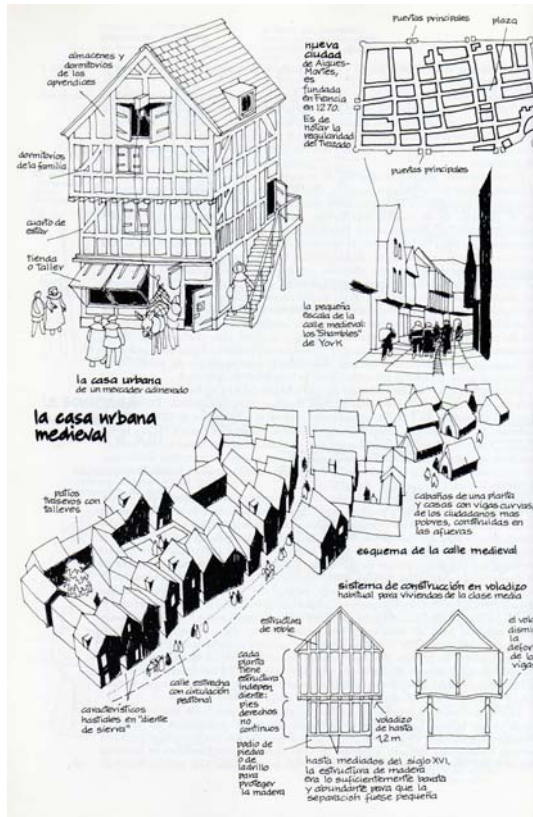 almacenes y
dormitorios
de los
aprendices
dormitorios
de la familia
cuarto de
estar
tienda
o taller
la casa urbana
de un mercader adinerado
puertas principales
plaza
nueva
ciudad
de Aigues-
Mortes,
es
fundada
en Francia
en 1270.
Es de
notar la
regularidad
del trazado
puertas principales
la pequeña
escala de la
calle medieval:
los "Shambles"
de York
la casa urbana
medieval
patios
traseros con
talleres
cabañas de una planta
y casas con vigas curvas,
de los ciudadanos mas
pobres, construidas en
las afueras
esquema de la calle medieval
calle estrecha
con circulación
peatonal
característicos
hastiales en "diente
de sierra"
sistema de construcción en voladizo
habitual para viviendas de la clase media
estructura
de roble
cada
planta
tiene
estructura
indepen
diente:
pies
derechos
no
continuos
podio de
piedra
o de
ladrillo
para
proteger
la madera
voladizo
de hasta
1,2 m
hasta mediados del siglo XVI,
la estructura de madera
era lo suficientemente barata
y abundante para que la
separación fuese pequeña
el vola
dismi
la
defor
de la
vigas